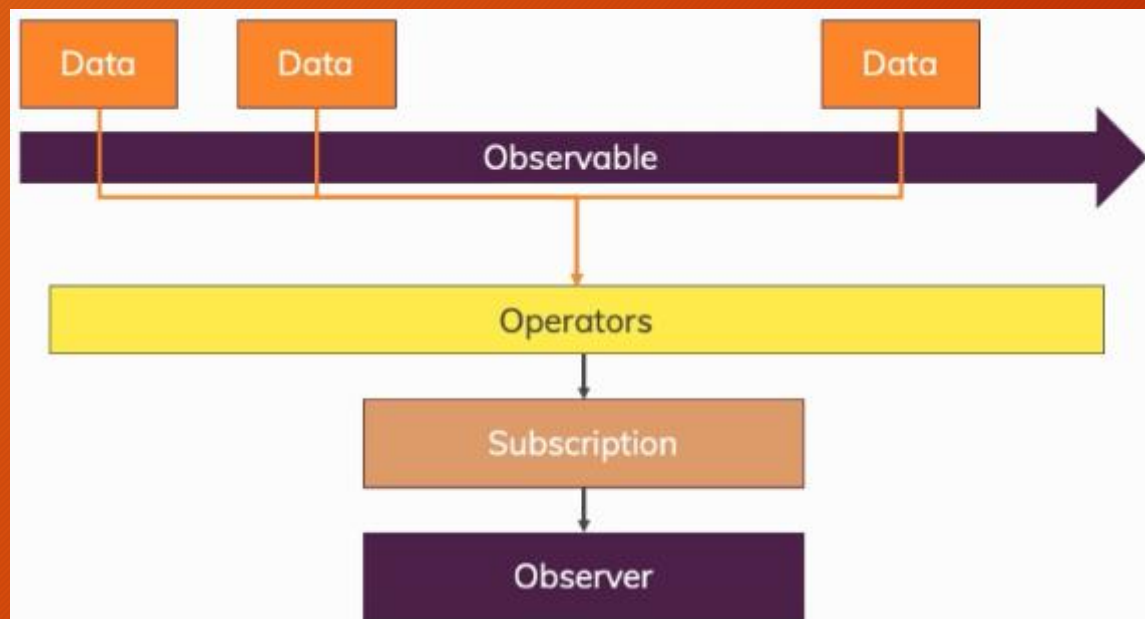 Data Data Data
Observable
Operators
Subscription
Observer